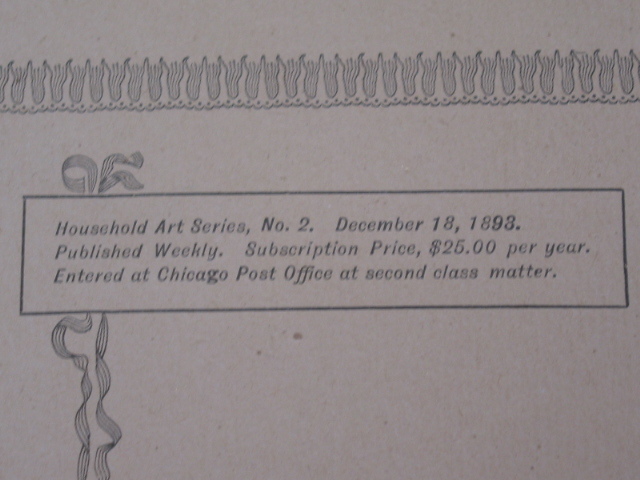 Household Art Series, No. 2. December 18, 1893.
Published Weekly. Subscription Price, $25.00 per year.
Entered at Chicago Post Office at second class matter.